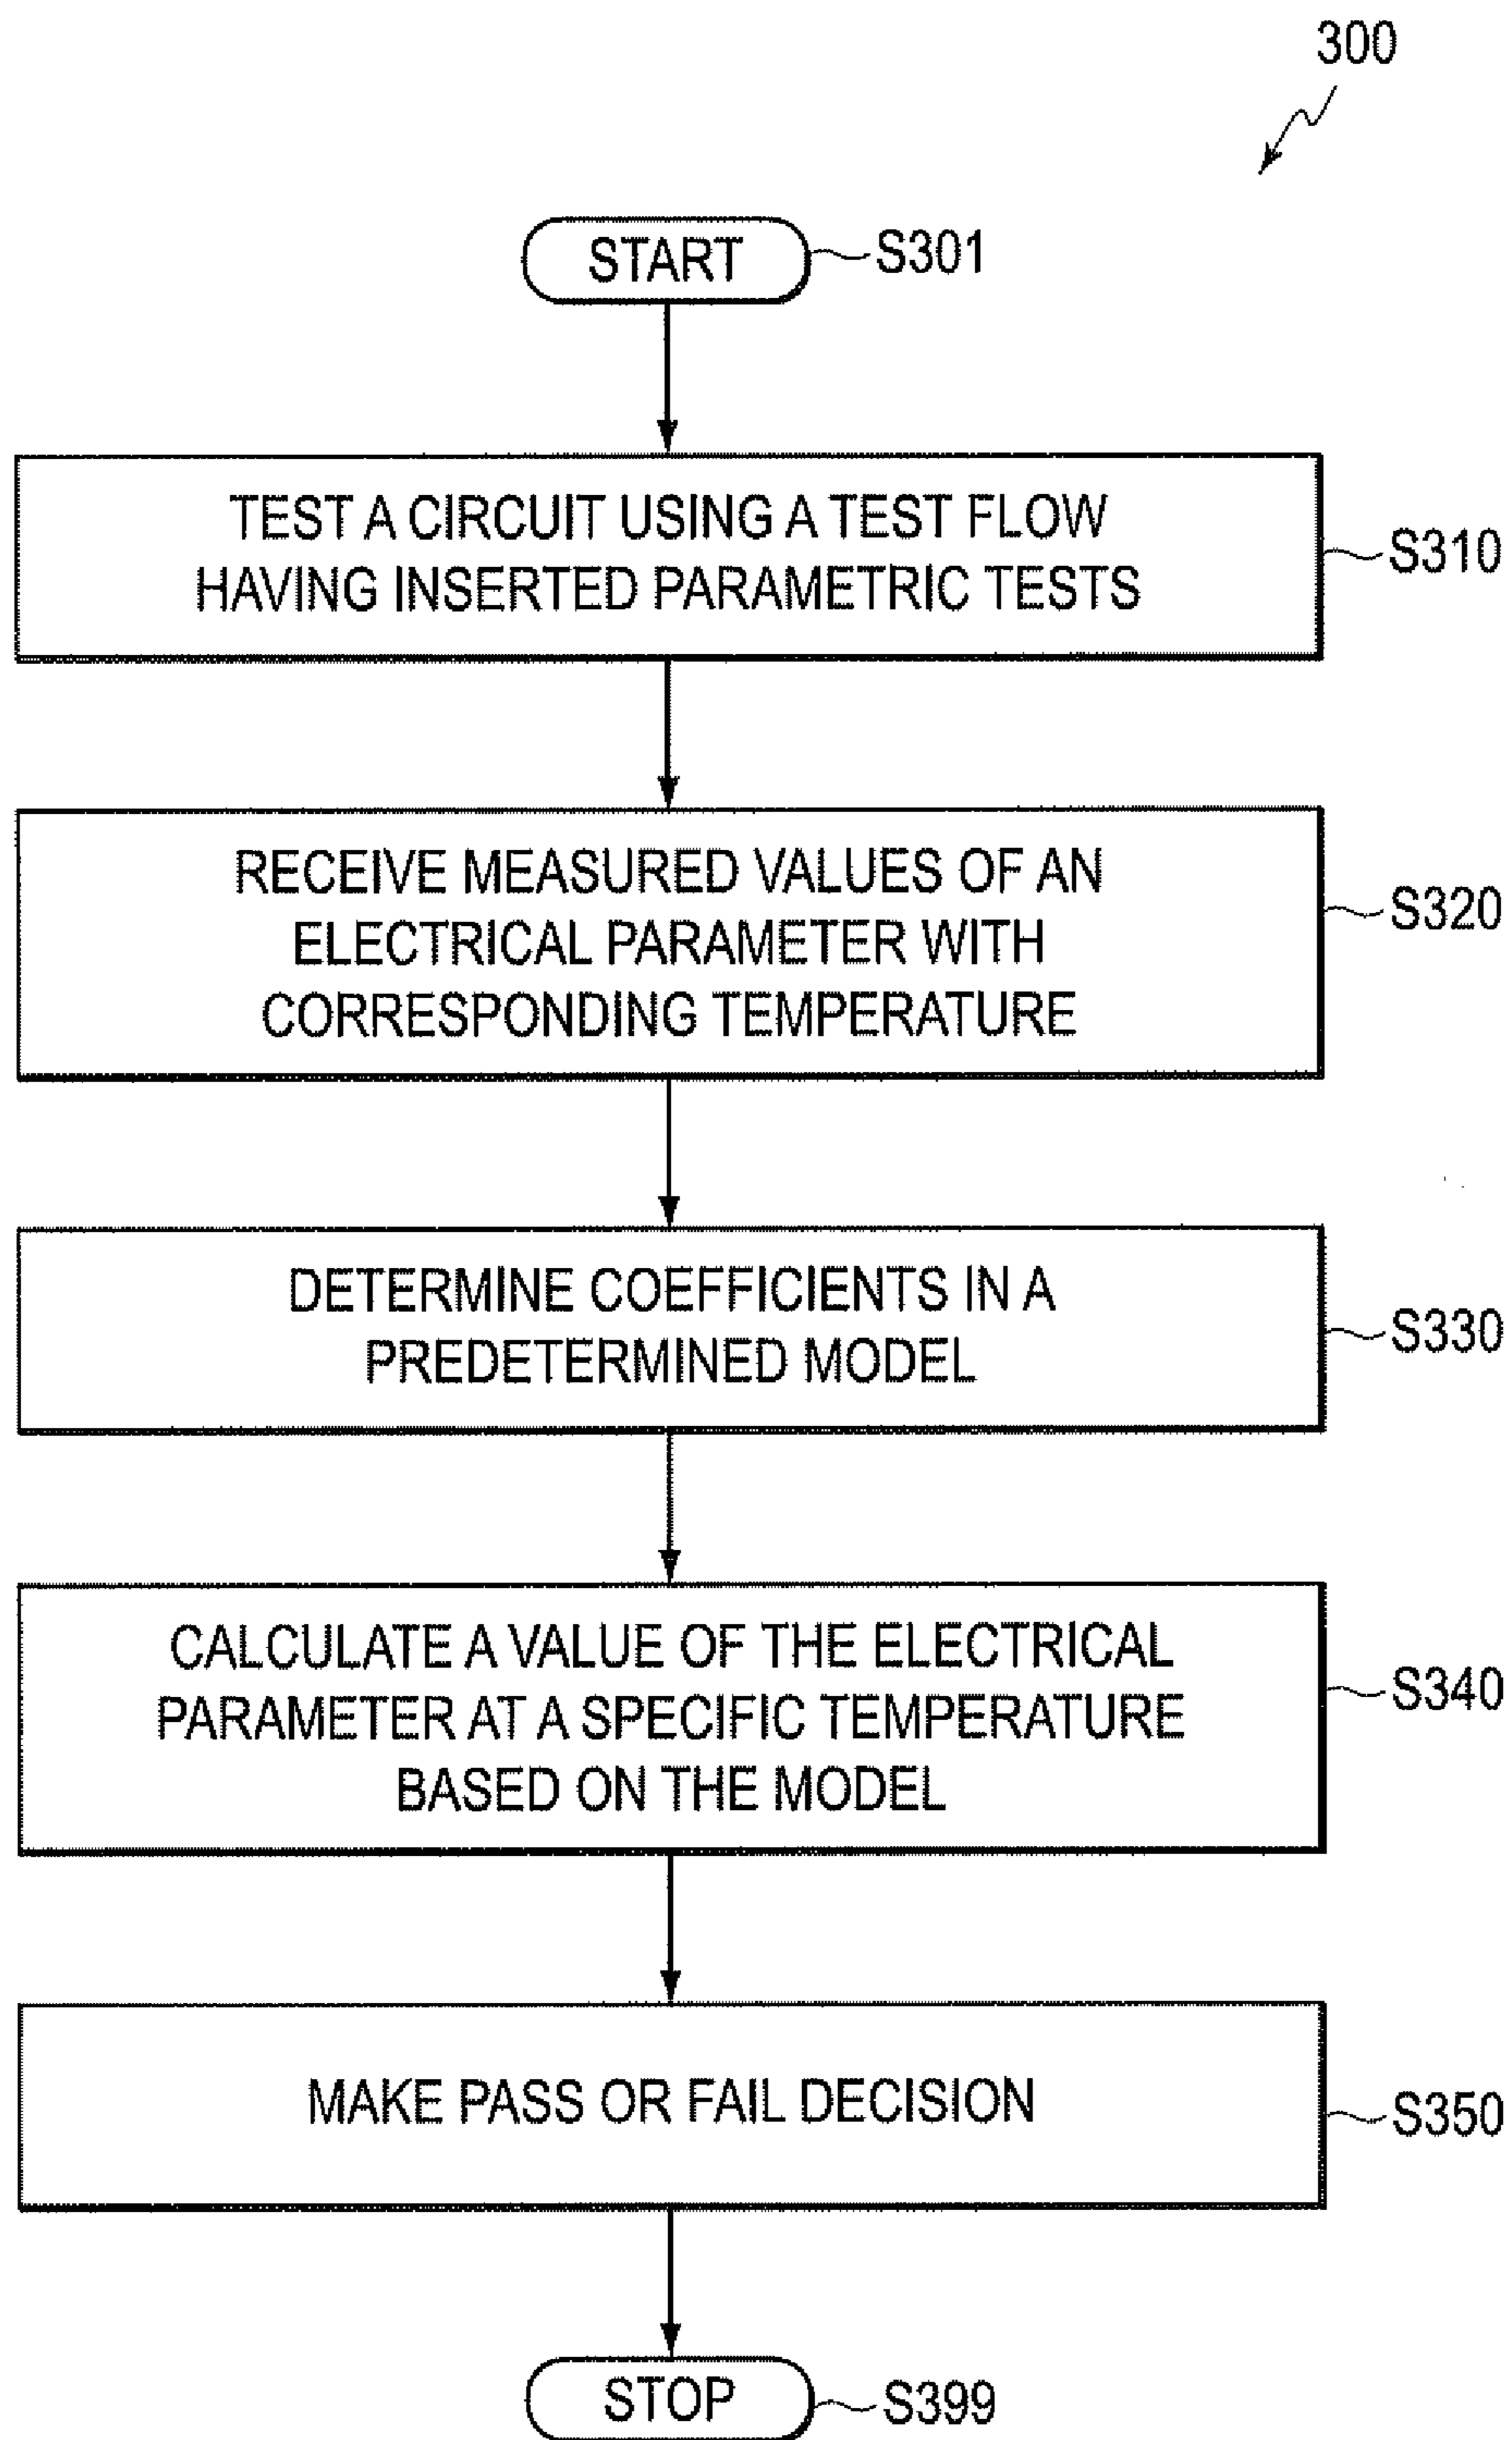 300
START
S301
TEST A CIRCUIT USING A TEST FLOW
HAVING INSERTED PARAMETRIC TESTS
S310
RECEIVE MEASURED VALUES OF AN
ELECTRICAL PARAMETER WITH
CORRESPONDING TEMPERATURE
S320
DETERMINE COEFFICIENTS IN A
PREDETERMINED MODEL
S330
CALCULATE A VALUE OF THE ELECTRICAL
PARAMETER AT A SPECIFIC TEMPERATURE
BASED ON THE MODEL
S340
MAKE PASS OR FAIL DECISION
S350
STOP
S399